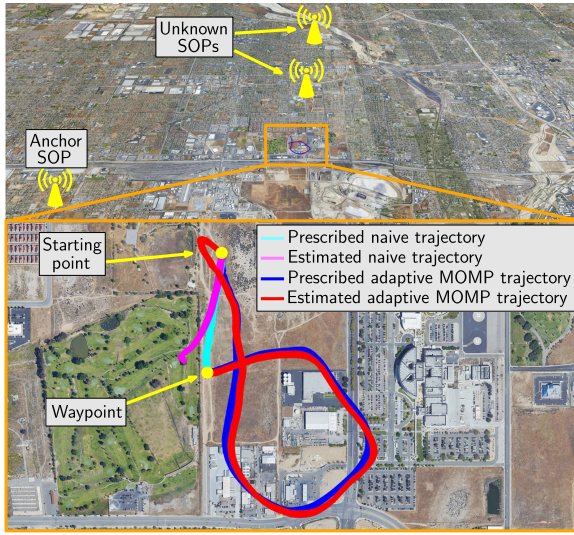 Unknown
SOPs
Anchor
SOP
Starting
point
Prescribed naive trajectory
Estimated naive trajectory
Prescribed adaptive MOMP trajectory
Estimated adaptive MOMP trajectory
Waypoint